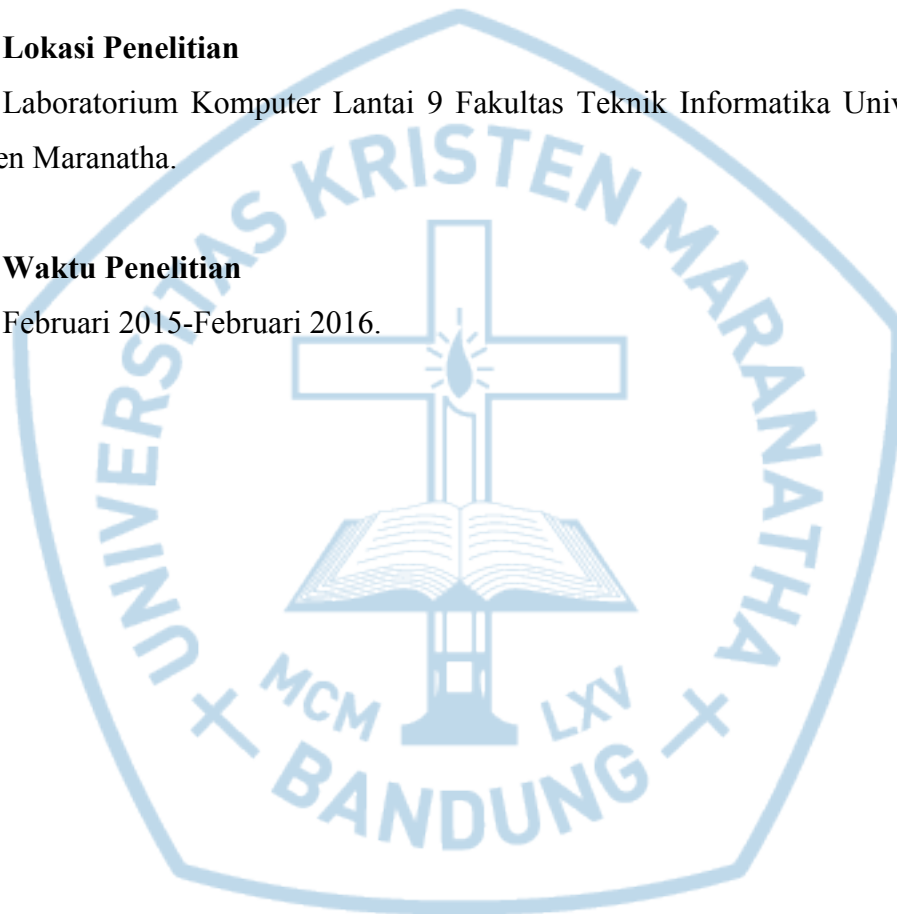 Lokasi Penelitian
Laboratorium Komputer Lantai 9 Fakultas Teknik Informatika Univ
en Maranatha.
Waktu Penelitian
Februari 2015-Februari 2016.
UNIVERSITAS KRISTEN MARANATHA
MCM LXV
BANDUNG